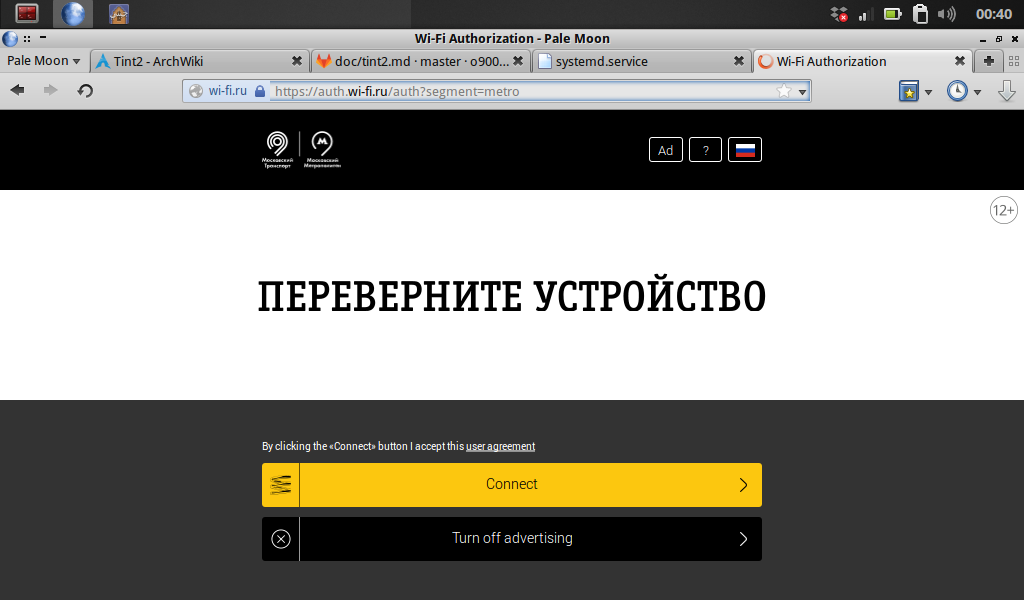 00:40
Wi-Fi Authorization - Pale Moon
Pale Moon
Tint2 - ArchWiki
doc/tint2.md · master · o900...
systemd.service
Wi-Fi Authorization
wi-fi.ru
https://auth.wi-fi.ru/auth?segment=metro
Московский Транспорт
Московский Метрополитен
Ad
?
12+
ПЕРЕВЕРНИТЕ УСТРОЙСТВО
By clicking the «Connect» button I accept this user agreement
Connect
Turn off advertising